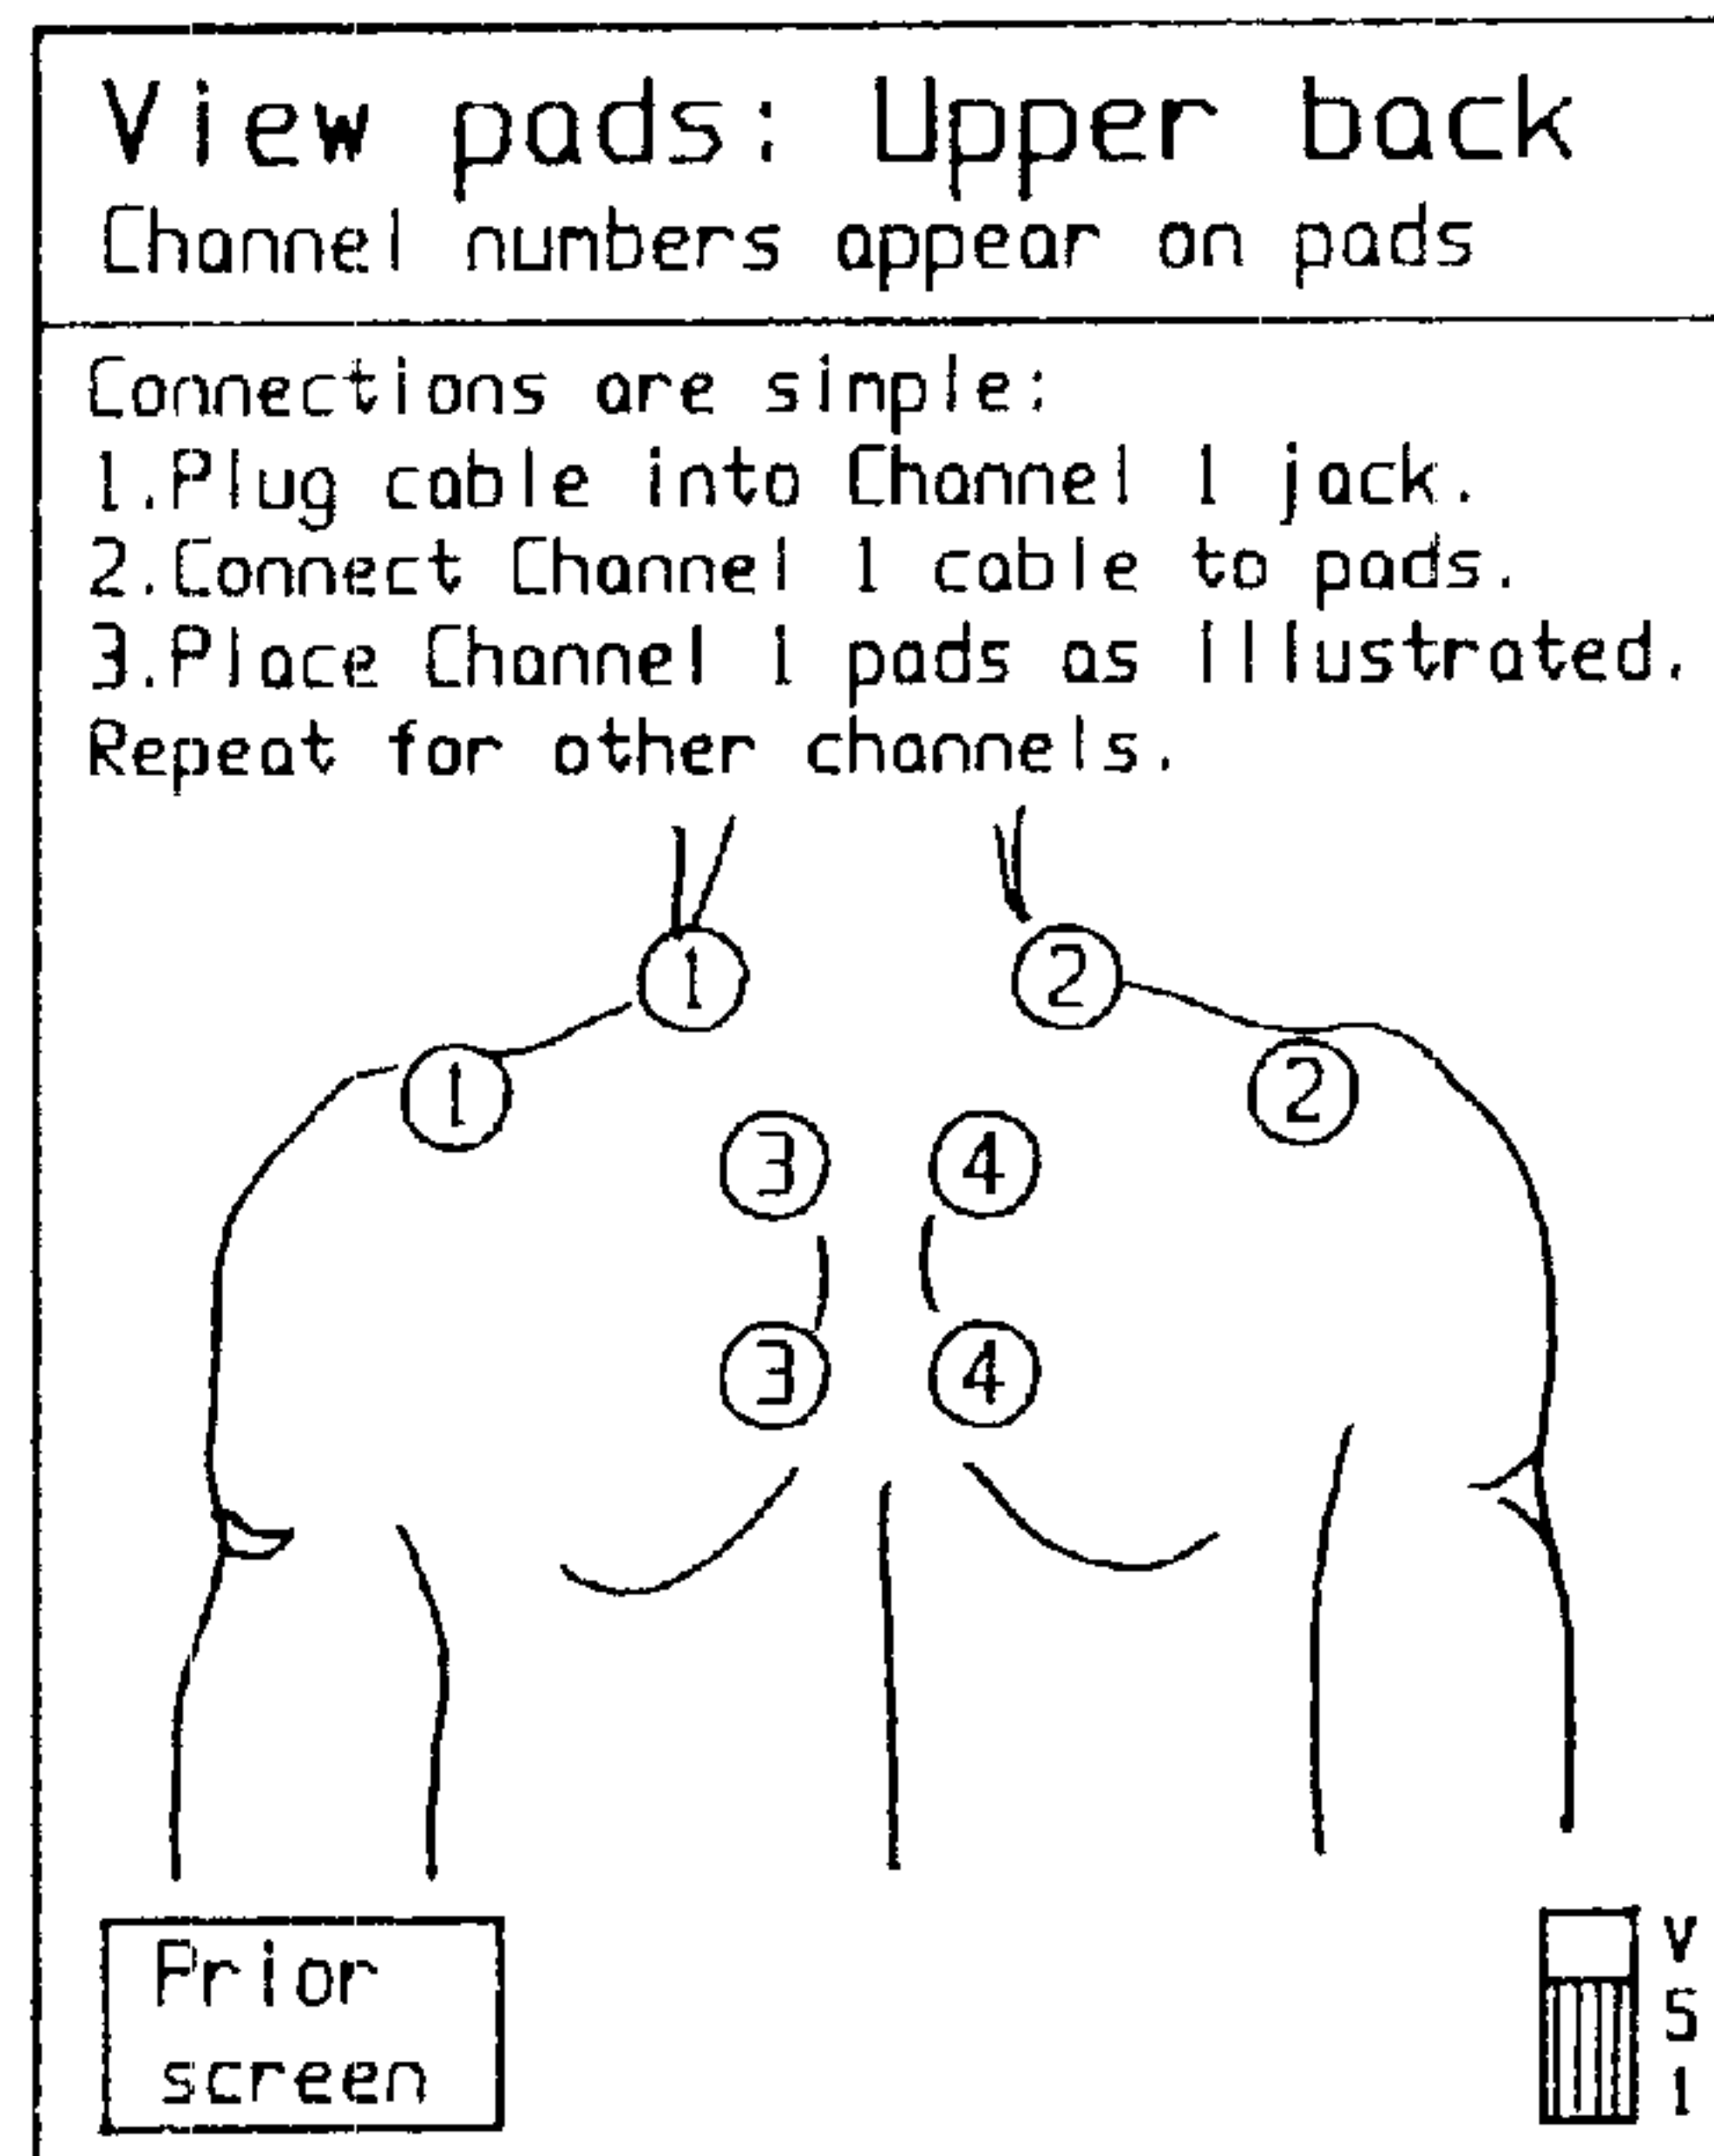 View pads: Upper back
Channel numbers appear on pads
Connections are simple:
1.Plug cable into Channel 1 jack.
2.Connect Channel 1 cable to pads.
3.Place Channel 1 pads as illustrated.
Repeat for other channels.
1
2
1
2
3
4
3
4
Prior
screen
V
S
1